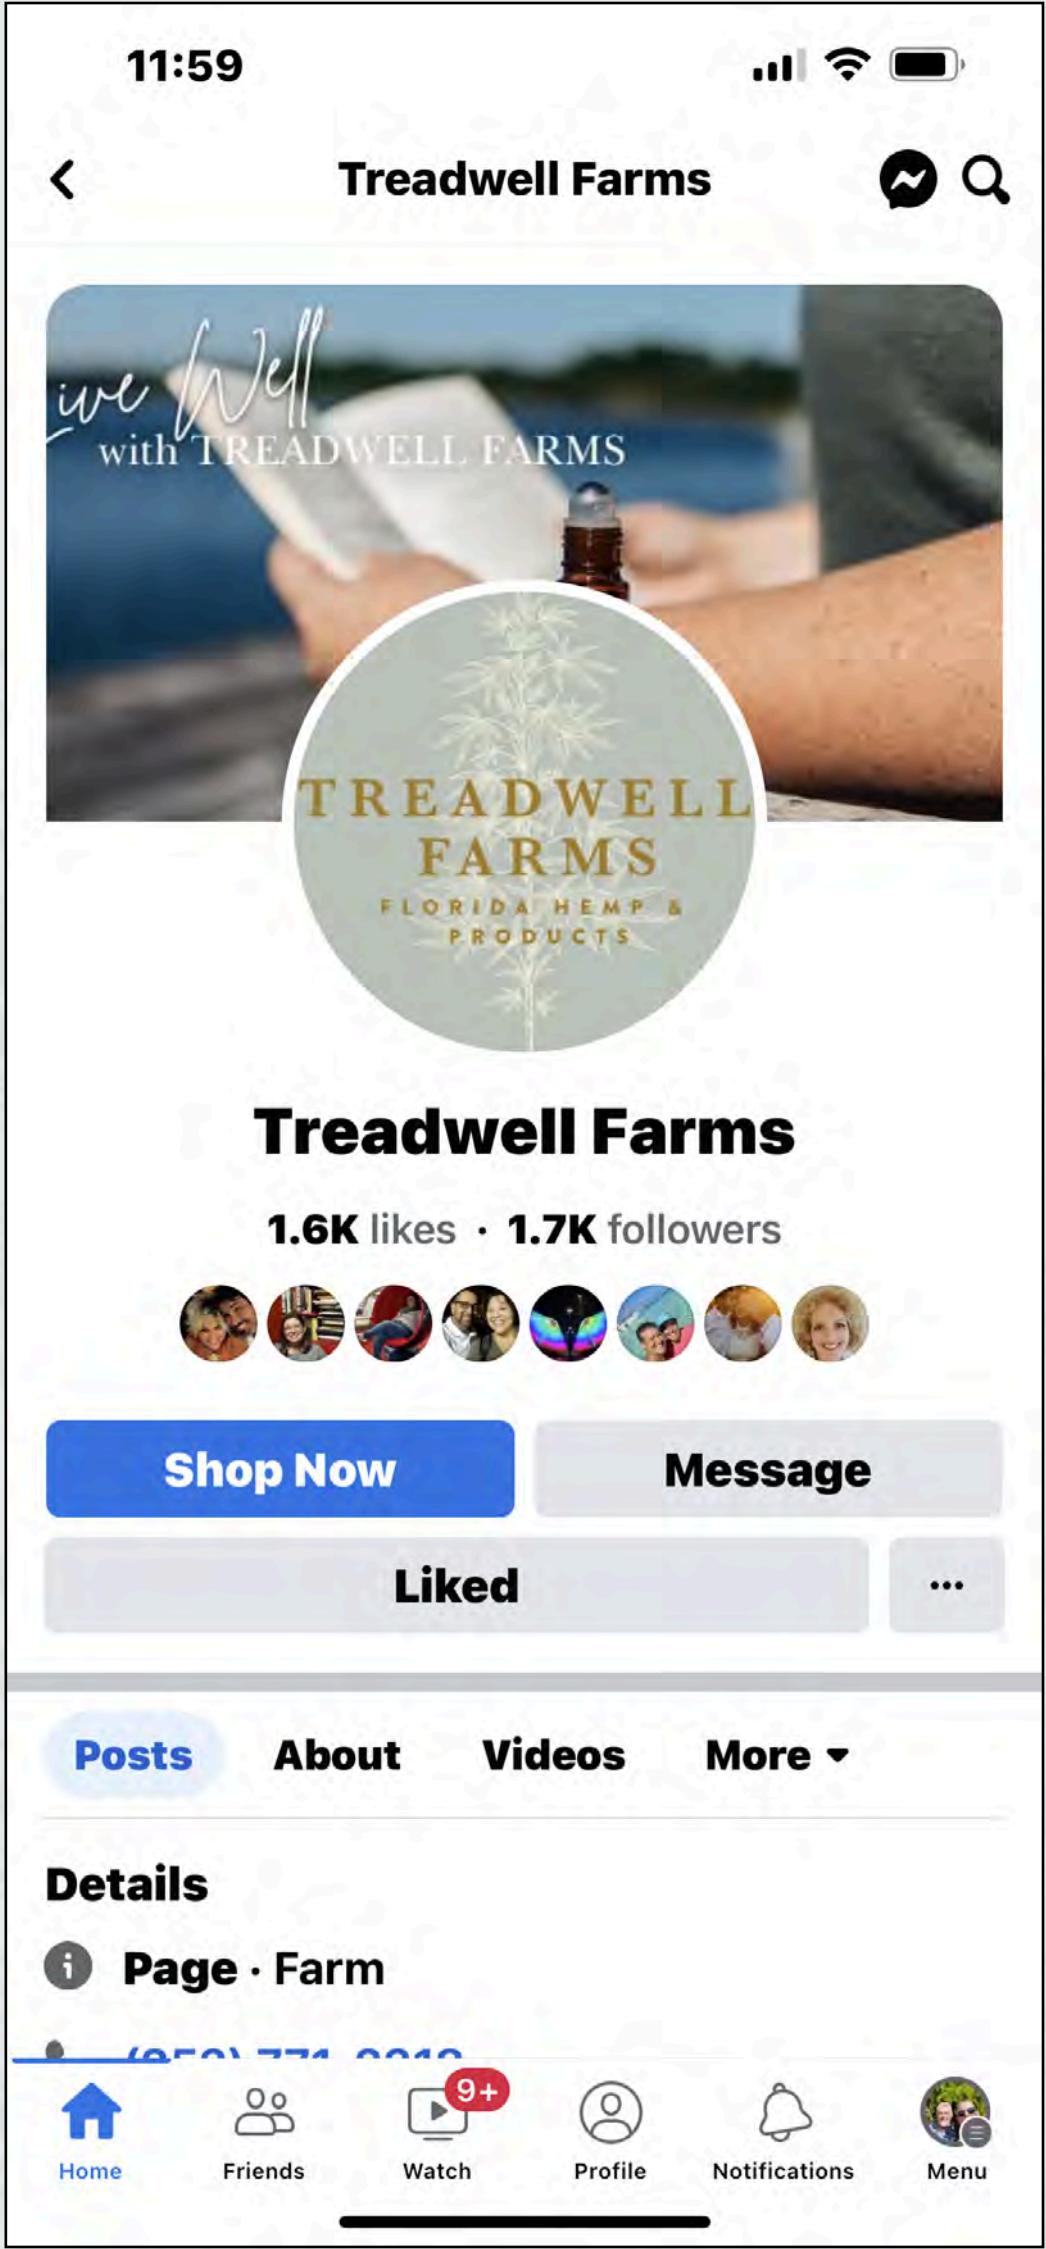 11:59
Treadwell Farms
ive Well
with TREADWELL FARMS
TREADWELL
FARMS
FLORIDA HEMP &
PRODUCTS
Treadwell Farms
1.6K likes · 1.7K followers
Shop Now
Message
Liked
Posts About Videos More
Details
Page · Farm
9+
Home Friends Watch Profile Notifications Menu